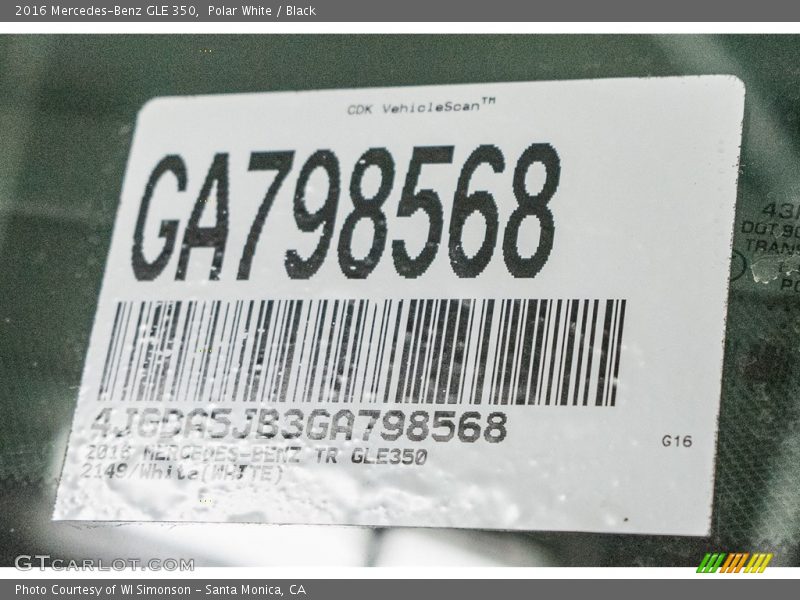 2016 Mercedes-Benz GLE 350,  Polar White / Black
CDK VehicleScan™
GA798568
4JGDA5JB3GA798568
2016 MERCEDES-BENZ TR GLE350
2149/White(WHITE)
G16
DOT
GTCARLOT.COM
Photo Courtesy of WI Simonson - Santa Monica, CA